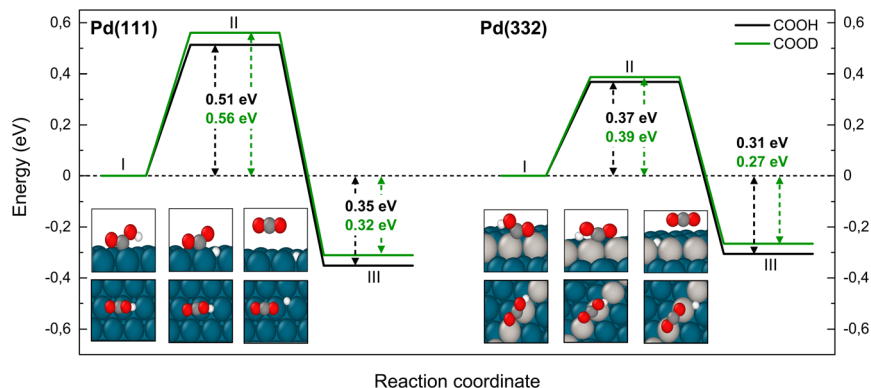 Pd(111)
Pd(332)
COOH
COOD
Energy (eV)
Reaction coordinate
0,6
0,4
0,2
0
-0,2
-0,4
-0,6
I
II
0.51 eV
0.56 eV
0.35 eV
0.32 eV
III
I
II
0.37 eV
0.39 eV
0.31 eV
0.27 eV
III
0,6
0,4
0,2
0
-0,2
-0,4
-0,6